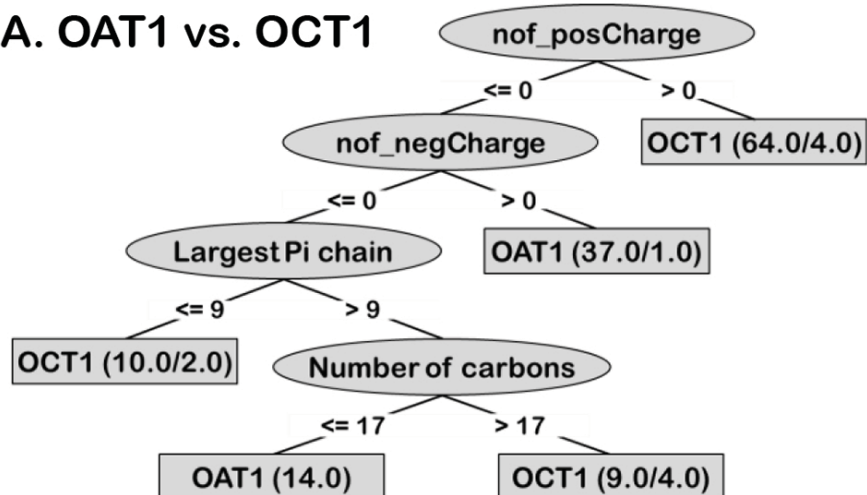 A. OAT1 vs. OCT1
nof_posCharge
<= 0
> 0
nof_negCharge
OCT1 (64.0/4.0)
<= 0
> 0
Largest Pi chain
OAT1 (37.0/1.0)
<= 9
> 9
OCT1 (10.0/2.0)
Number of carbons
<= 17
> 17
OAT1 (14.0)
OCT1 (9.0/4.0)